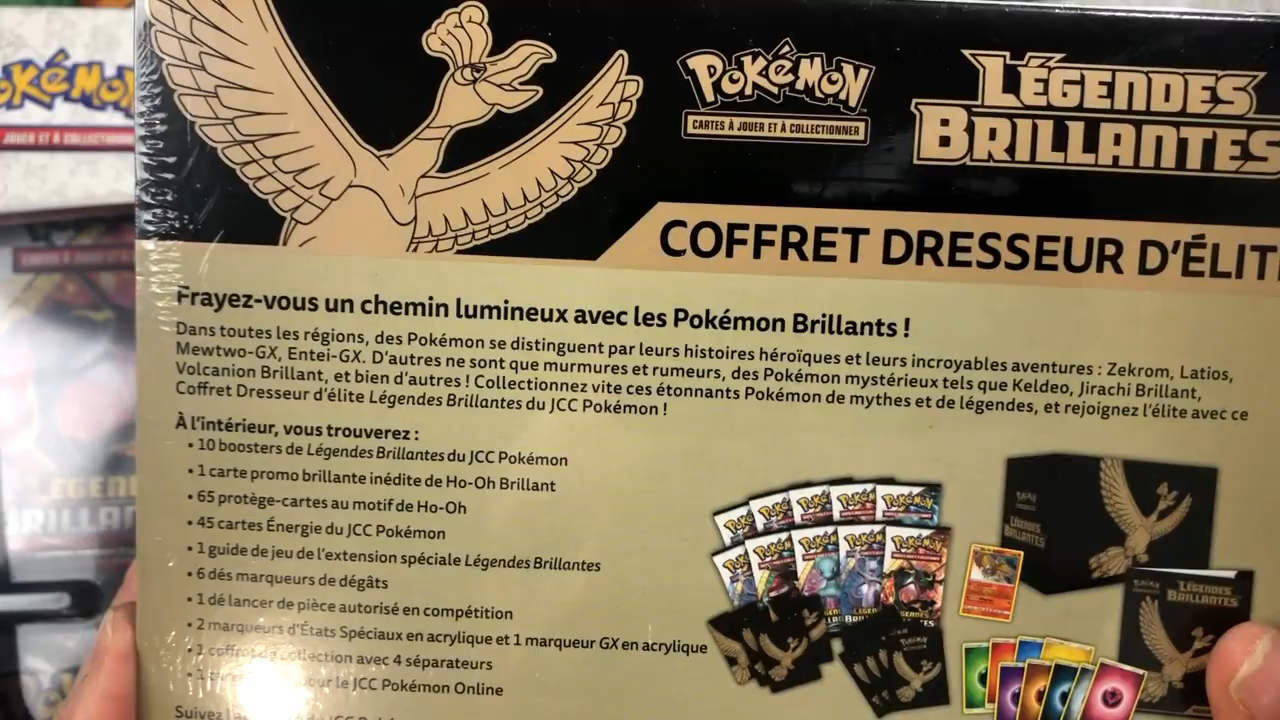 POKÉMON
JOUER ET À COLLECTIONNER
POKÉMON
CARTES À JOUER ET À COLLECTIONNER
LÉGENDES
BRILLANTES
COFFRET DRESSEUR D'ÉLIT
Frayez-vous un chemin lumineux avec les Pokémon Brillants !
Dans toutes les régions, des Pokémon se distinguent par leurs histoires héroïques et leurs incroyables aventures : Zekrom, Latios,
Mewtwo-GX, Entei-GX. D'autres ne sont que murmures et rumeurs, des Pokémon mystérieux tels que Keldeo, Jirachi Brillant,
Volcanion Brillant, et bien d'autres ! Collectionnez vite ces étonnants Pokémon de mythes et de légendes, et rejoignez l'élite avec ce
Coffret Dresseur d'élite Légendes Brillantes du JCC Pokémon !
À l'intérieur, vous trouverez :
• 10 boosters de Légendes Brillantes du JCC Pokémon
• 1 carte promo brillante inédite de Ho-Oh Brillant
• 65 protège-cartes au motif de Ho-Oh
• 45 cartes Énergie du JCC Pokémon
• 1 guide de jeu de l'extension spéciale Légendes Brillantes
• 6 dés marqueurs de dégâts
• 1 dé lancer de pièce autorisé en compétition
• 2 marqueurs d'États Spéciaux en acrylique et 1 marqueur GX en acrylique
• 1 coffret de collection avec 4 séparateurs
• 1 pour le JCC Pokémon Online
Suivez
LÉGENDES
BRILLANTES
LÉGENDES
BRILLANTES